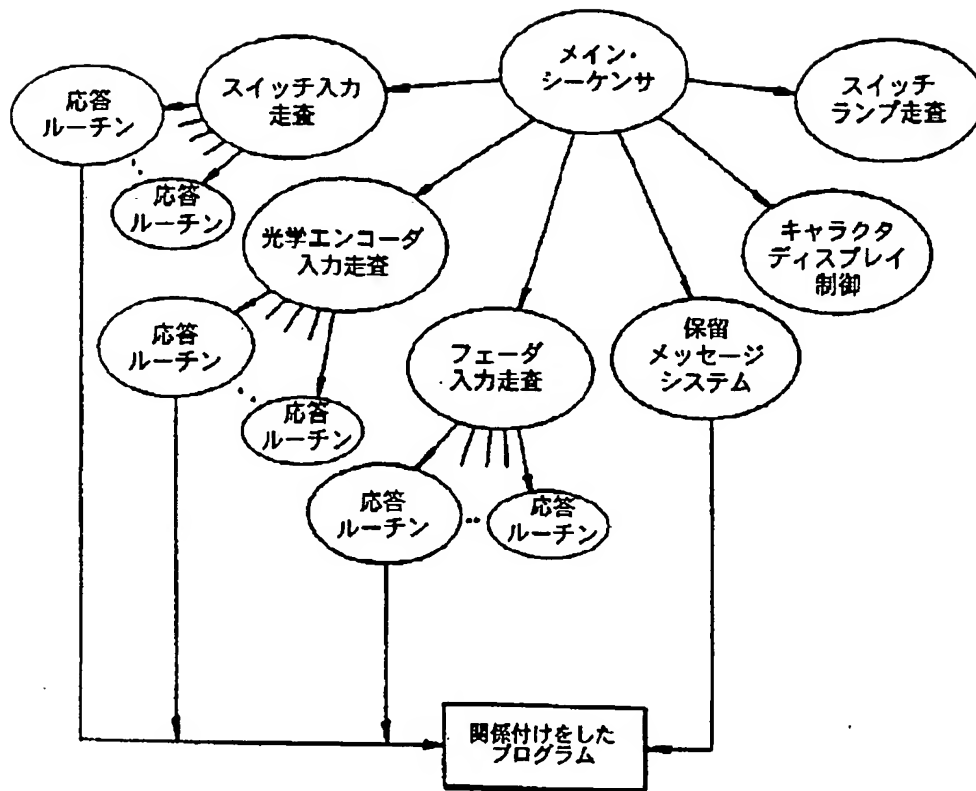 メイン・
シーケンサ
スイッチ入力
走査
スイッチ
ランプ走査
応答
ルーチン
応答
ルーチン
光学エンコーダ
入力走査
キャラクタ
ディスプレイ
制御
応答
ルーチン
フェーダ
入力走査
保留
メッセージ
システム
応答
ルーチン
応答
ルーチン
応答
ルーチン
関係付けをした
プログラム